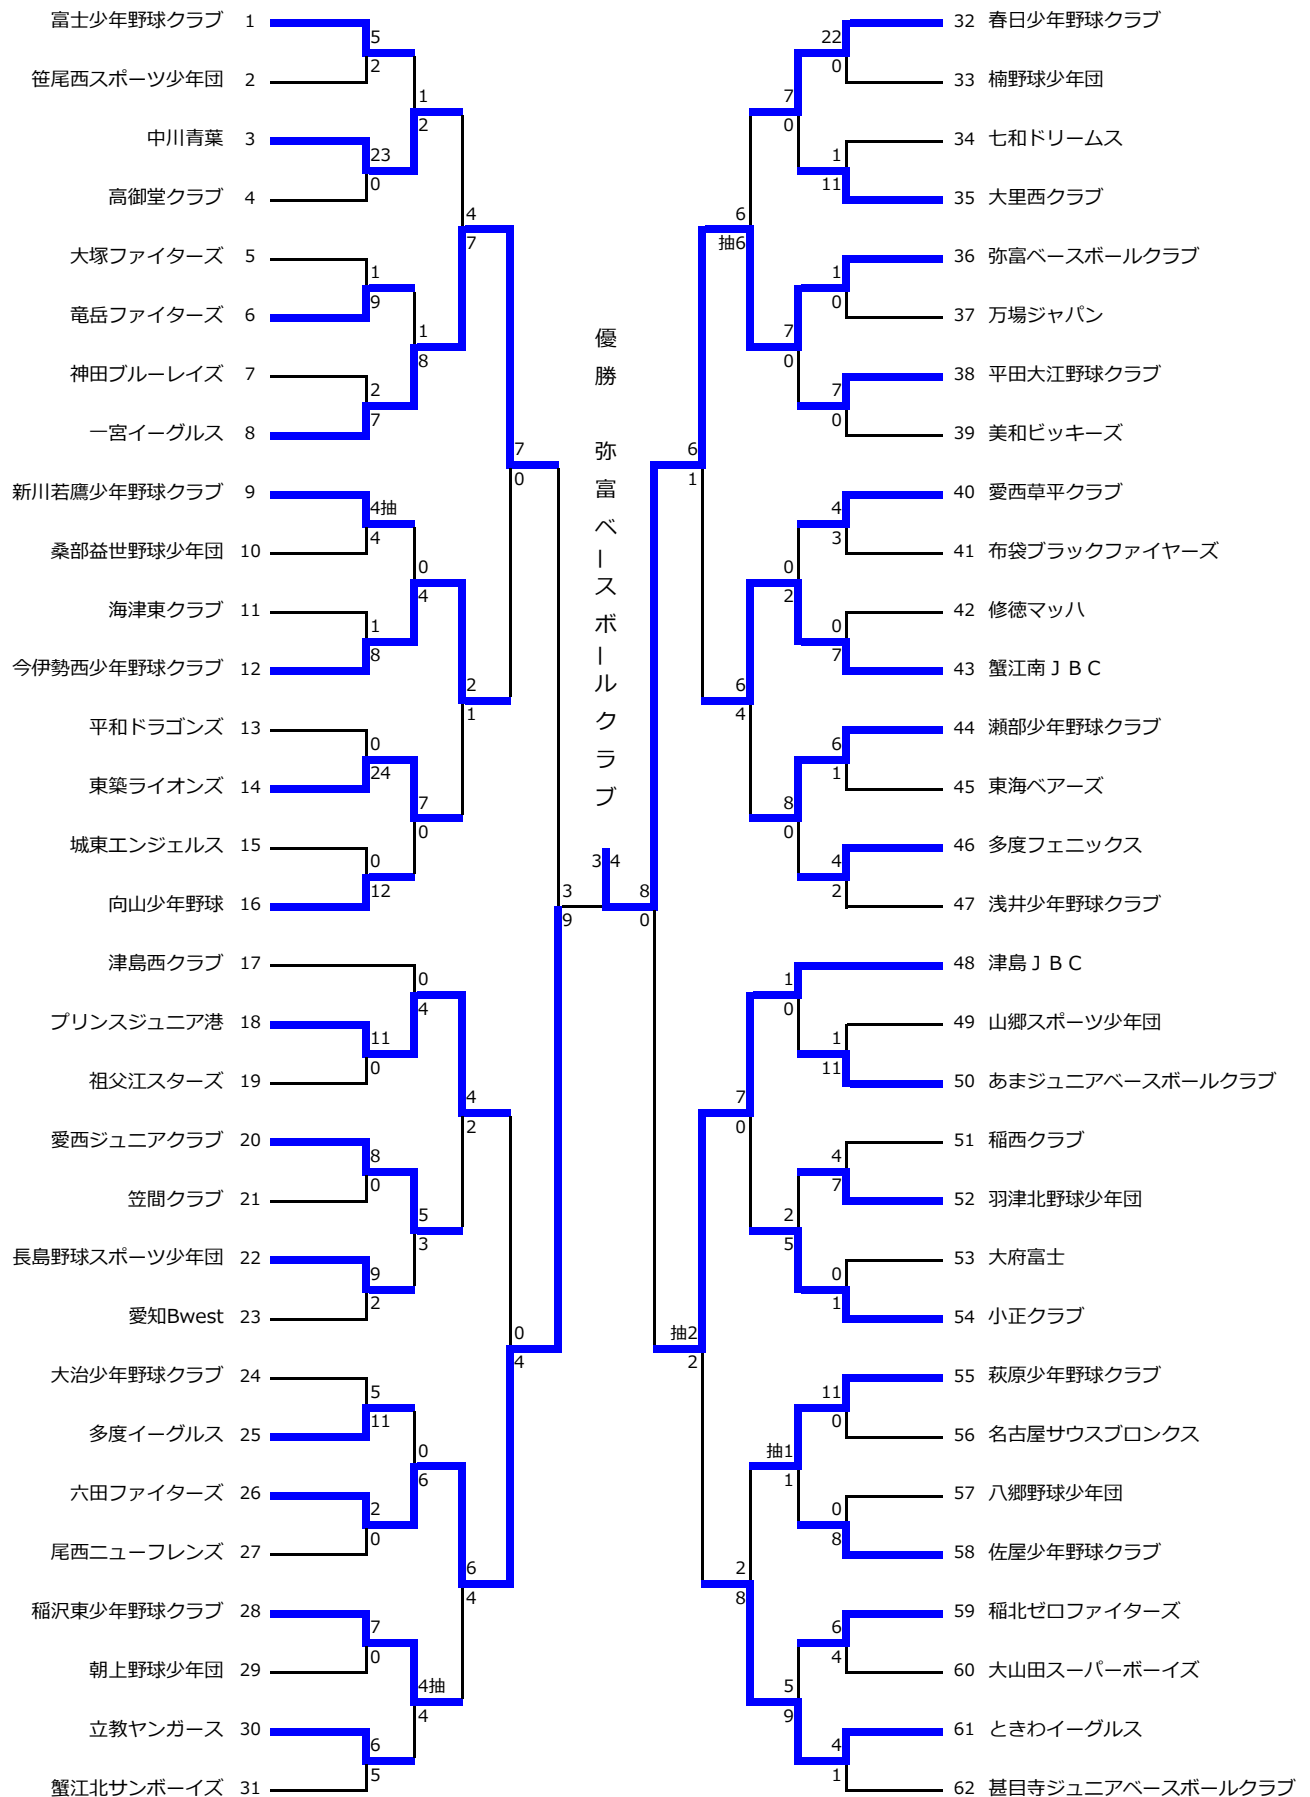 富士少年野球クラブ 1
5
2
笹尾西スポーツ少年団 2
1
2
中川青葉 3
23
0
高御堂クラブ 4
4
7
大塚ファイターズ 5
1
9
竜岳ファイターズ 6
1
8
神田ブルーレイズ 7
2
7
一宮イーグルス 8
7
0
新川若鷹少年野球クラブ 9
4抽
4
桑部益世野球少年団 10
0
4
海津東クラブ 11
1
8
今伊勢西少年野球クラブ 12
2
1
平和ドラゴンズ 13
0
24
東築ライオンズ 14
7
0
城東エンジェルス 15
0
12
向山少年野球 16
3
9
津島西クラブ 17
0
4
プリンスジュニア港 18
11
0
祖父江スターズ 19
4
2
愛西ジュニアクラブ 20
8
0
笠間クラブ 21
5
3
長島野球スポーツ少年団 22
9
2
愛知Bwest 23
0
4
大治少年野球クラブ 24
5
11
多度イーグルス 25
0
6
六田ファイターズ 26
2
0
尾西ニューフレンズ 27
6
4
稲沢東少年野球クラブ 28
7
0
朝上野球少年団 29
4抽
4
立教ヤンガース 30
6
5
蟹江北サンボーイズ 31
優勝 弥富ベースボールクラブ
3 4
32 春日少年野球クラブ
22
0
33 楠野球少年団
7
0
34 七和ドリームス
1
11
35 大里西クラブ
6
抽6
36 弥富ベースボールクラブ
1
0
37 万場ジャパン
7
0
38 平田大江野球クラブ
7
0
39 美和ビッキーズ
6
1
40 愛西草平クラブ
4
3
41 布袋ブラックファイヤーズ
0
2
42 修徳マッハ
0
7
43 蟹江南ＪＢＣ
6
4
44 瀬部少年野球クラブ
6
1
45 東海ベアーズ
8
0
46 多度フェニックス
4
2
47 浅井少年野球クラブ
8
0
48 津島ＪＢＣ
1
0
49 山郷スポーツ少年団
1
11
50 あまジュニアベースボールクラブ
7
0
51 稲西クラブ
4
7
52 羽津北野球少年団
2
5
53 大府富士
0
1
54 小正クラブ
抽2
2
55 萩原少年野球クラブ
11
0
56 名古屋サウスブロンクス
抽1
1
57 八郷野球少年団
0
8
58 佐屋少年野球クラブ
2
8
59 稲北ゼロファイターズ
6
4
60 大山田スーパーボーイズ
5
9
61 ときわイーグルス
4
1
62 甚目寺ジュニアベースボールクラブ